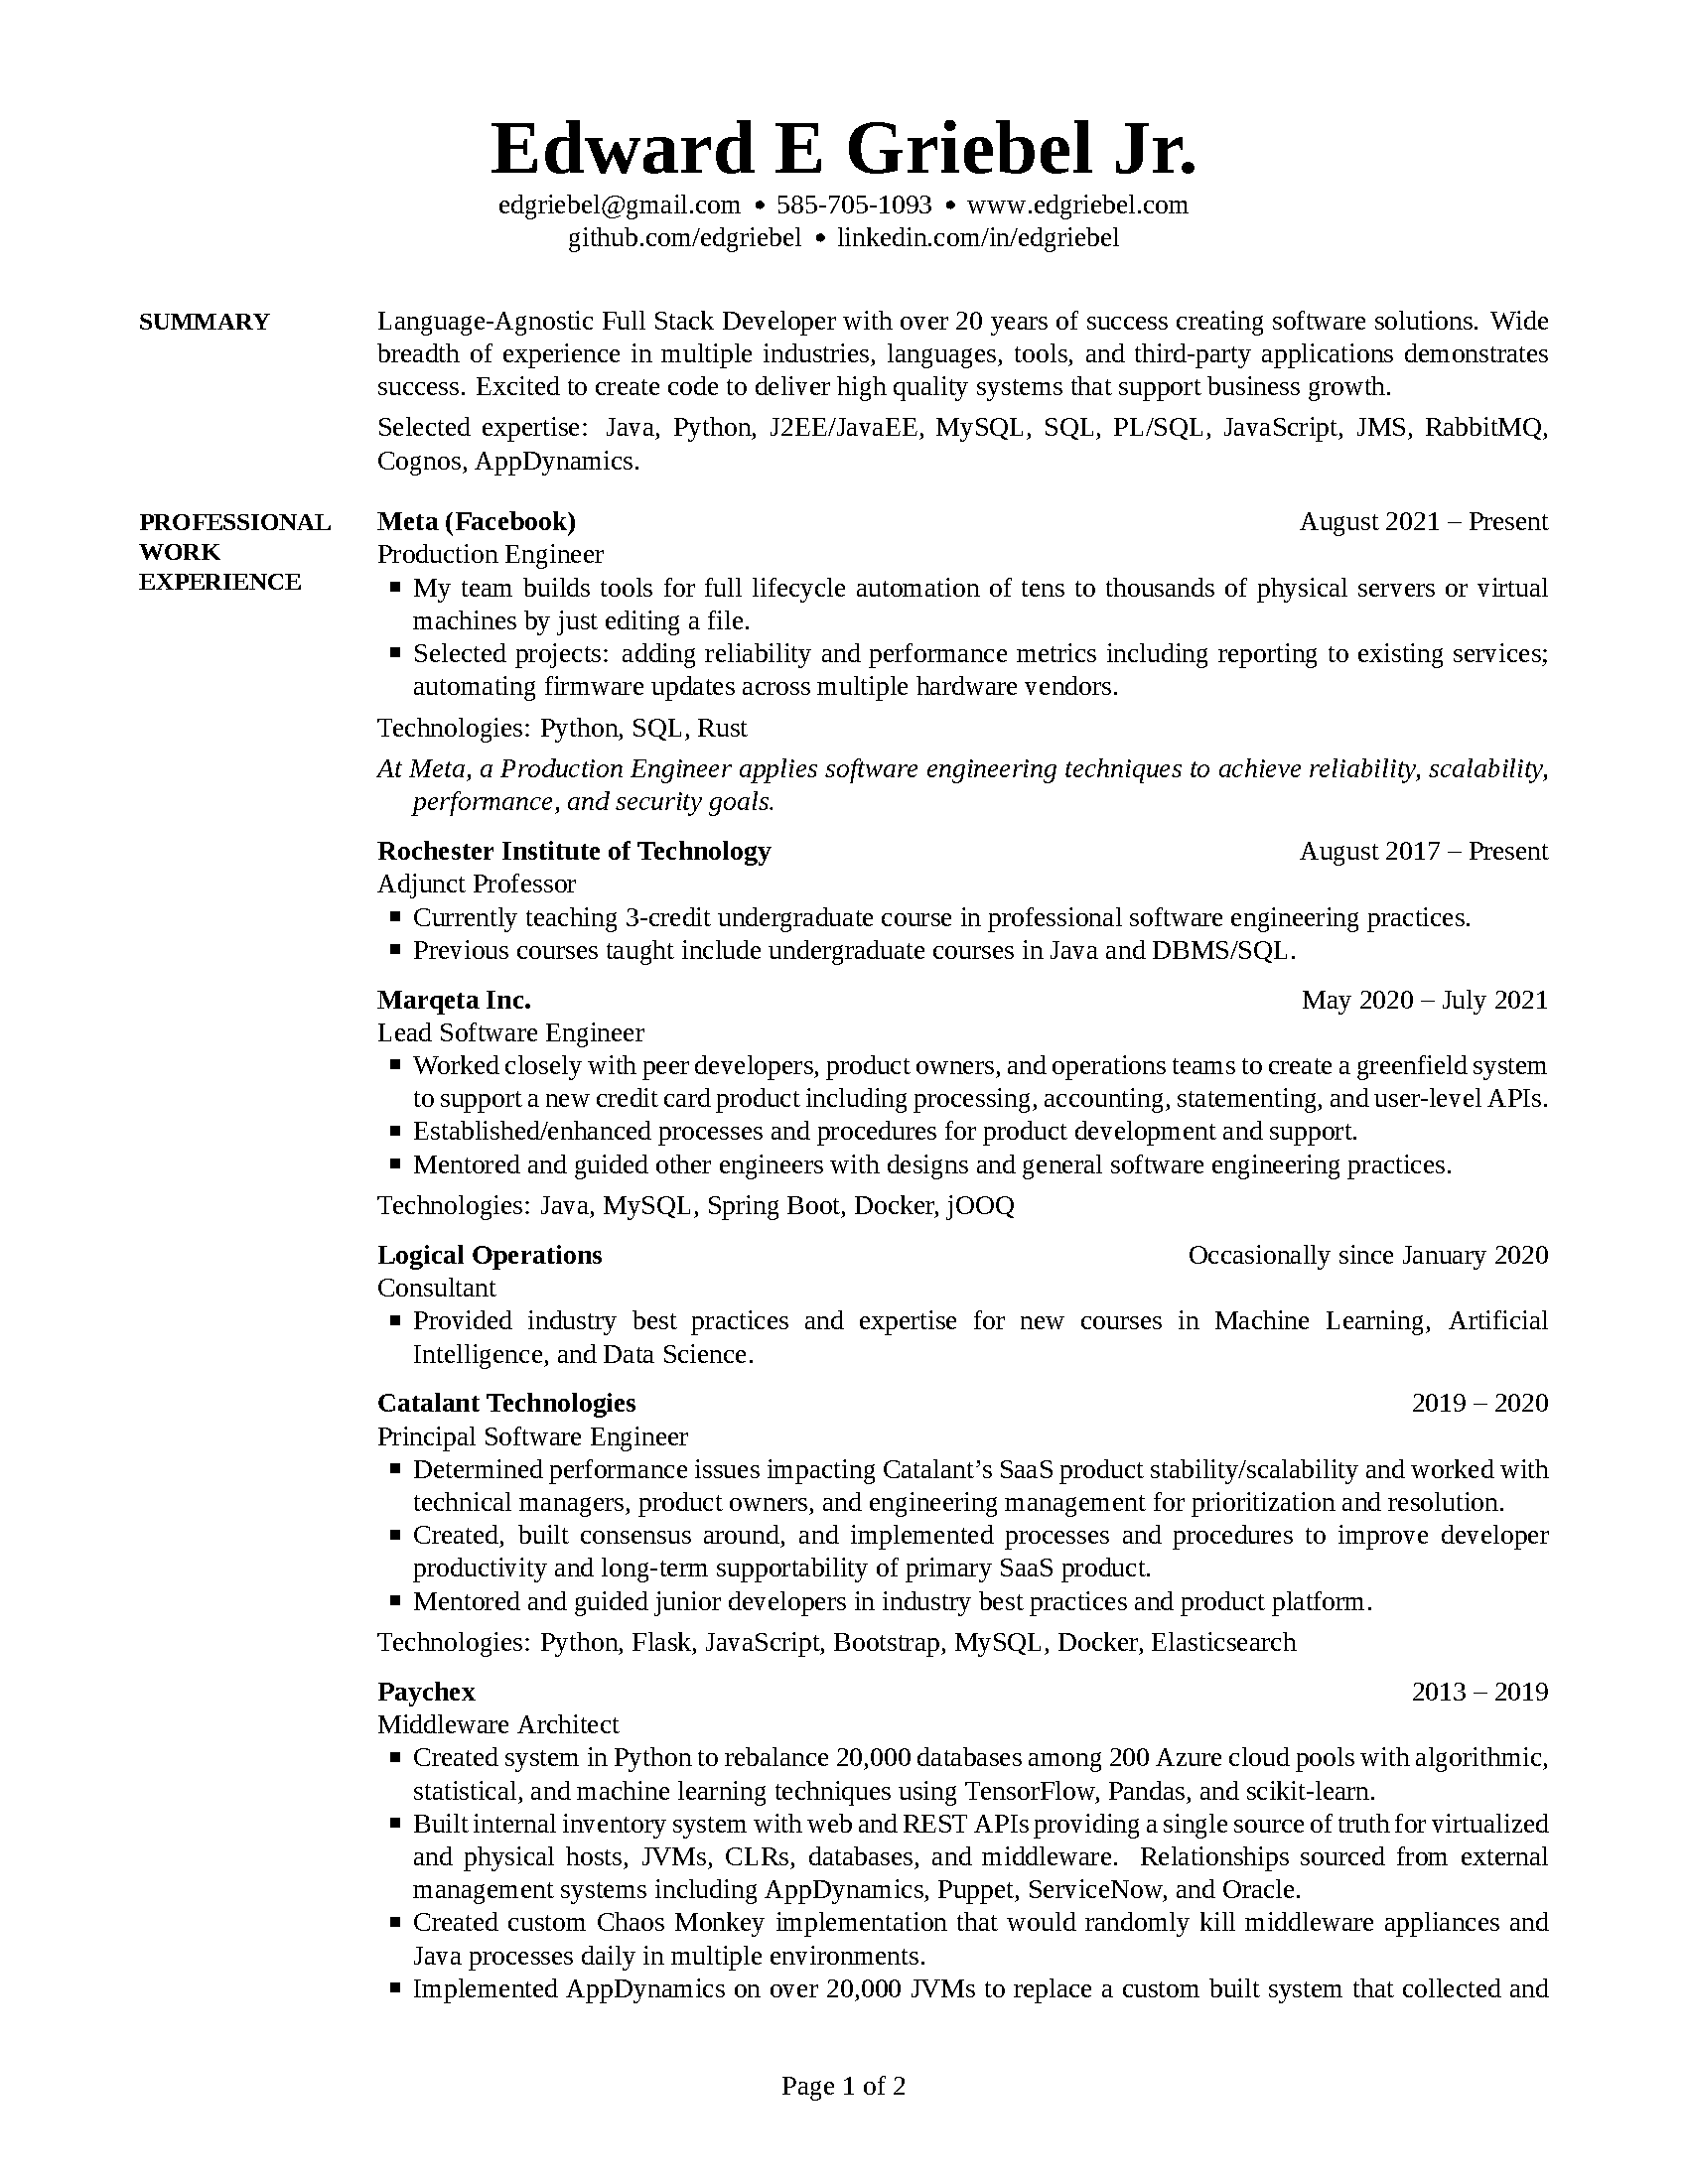 Edward E Griebel Jr.
edgriebel@gmail.com • 585-705-1093 • www.edgriebel.com
github.com/edgriebel • linkedin.com/in/edgriebel
SUMMARY
Language-Agnostic Full Stack Developer with over 20 years of success creating software solutions. Wide
breadth of experience in multiple industries, languages, tools, and third-party applications demonstrates
success. Excited to create code to deliver high quality systems that support business growth.
Selected expertise: Java, Python, J2EE/JavaEE, MySQL, SQL, PL/SQL, JavaScript, JMS, RabbitMQ,
Cognos, AppDynamics.
PROFESSIONAL
WORK
EXPERIENCE
Meta (Facebook) August 2021 – Present
Production Engineer
▪ My team builds tools for full lifecycle automation of tens to thousands of physical servers or virtual
machines by just editing a file.
▪ Selected projects: adding reliability and performance metrics including reporting to existing services;
automating firmware updates across multiple hardware vendors.
Technologies: Python, SQL, Rust
At Meta, a Production Engineer applies software engineering techniques to achieve reliability, scalability,
performance, and security goals.
Rochester Institute of Technology August 2017 – Present
Adjunct Professor
▪ Currently teaching 3-credit undergraduate course in professional software engineering practices.
▪ Previous courses taught include undergraduate courses in Java and DBMS/SQL.
Marqeta Inc. May 2020 – July 2021
Lead Software Engineer
▪ Worked closely with peer developers, product owners, and operations teams to create a greenfield system
to support a new credit card product including processing, accounting, statementing, and user-level APIs.
▪ Established/enhanced processes and procedures for product development and support.
▪ Mentored and guided other engineers with designs and general software engineering practices.
Technologies: Java, MySQL, Spring Boot, Docker, jOOQ
Logical Operations Occasionally since January 2020
Consultant
▪ Provided industry best practices and expertise for new courses in Machine Learning, Artificial
Intelligence, and Data Science.
Catalant Technologies 2019 – 2020
Principal Software Engineer
▪ Determined performance issues impacting Catalant’s SaaS product stability/scalability and worked with
technical managers, product owners, and engineering management for prioritization and resolution.
▪ Created, built consensus around, and implemented processes and procedures to improve developer
productivity and long-term supportability of primary SaaS product.
▪ Mentored and guided junior developers in industry best practices and product platform.
Technologies: Python, Flask, JavaScript, Bootstrap, MySQL, Docker, Elasticsearch
Paychex 2013 – 2019
Middleware Architect
▪ Created system in Python to rebalance 20,000 databases among 200 Azure cloud pools with algorithmic,
statistical, and machine learning techniques using TensorFlow, Pandas, and scikit-learn.
▪ Built internal inventory system with web and REST APIs providing a single source of truth for virtualized
and physical hosts, JVMs, CLRs, databases, and middleware. Relationships sourced from external
management systems including AppDynamics, Puppet, ServiceNow, and Oracle.
▪ Created custom Chaos Monkey implementation that would randomly kill middleware appliances and
Java processes daily in multiple environments.
▪ Implemented AppDynamics on over 20,000 JVMs to replace a custom built system that collected and
Page 1 of 2